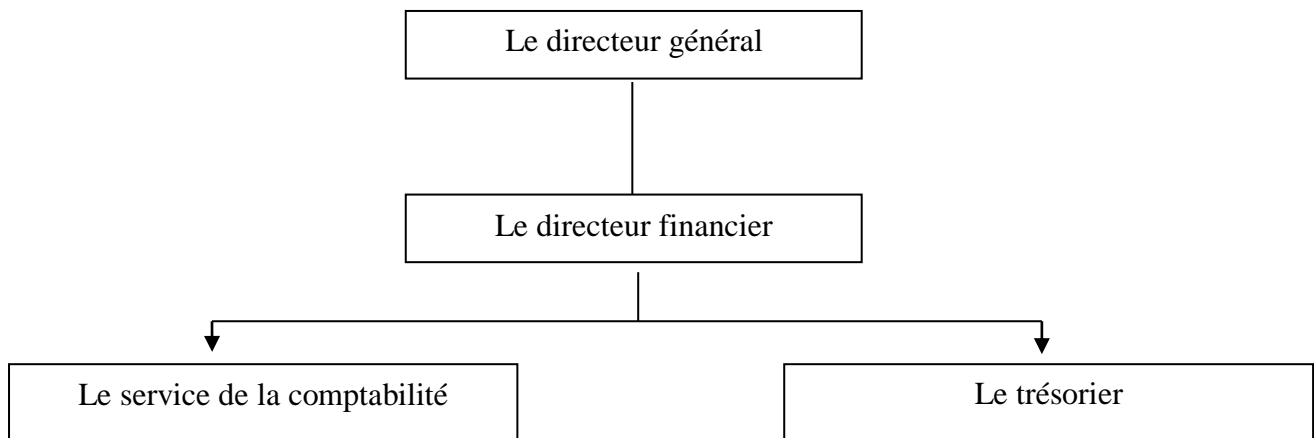 Le directeur général
Le directeur financier
Le service de la comptabilité
Le trésorier